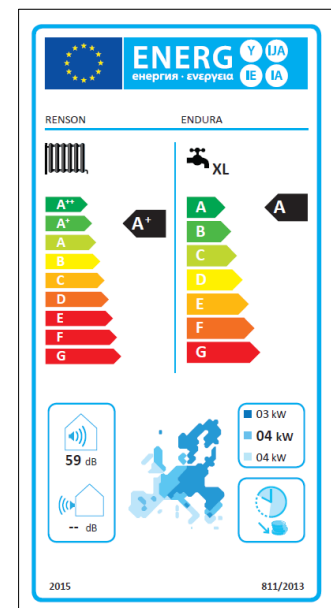 ENERG Y IJA
енергия · ενεργεια IE IA
RENSON ENDURA
XL
A++ A+ A A
A+ B
A C
B D
C E
D F
E G
F
G
59 dB
-- dB
03 kW
04 kW
04 kW
2015 811/2013